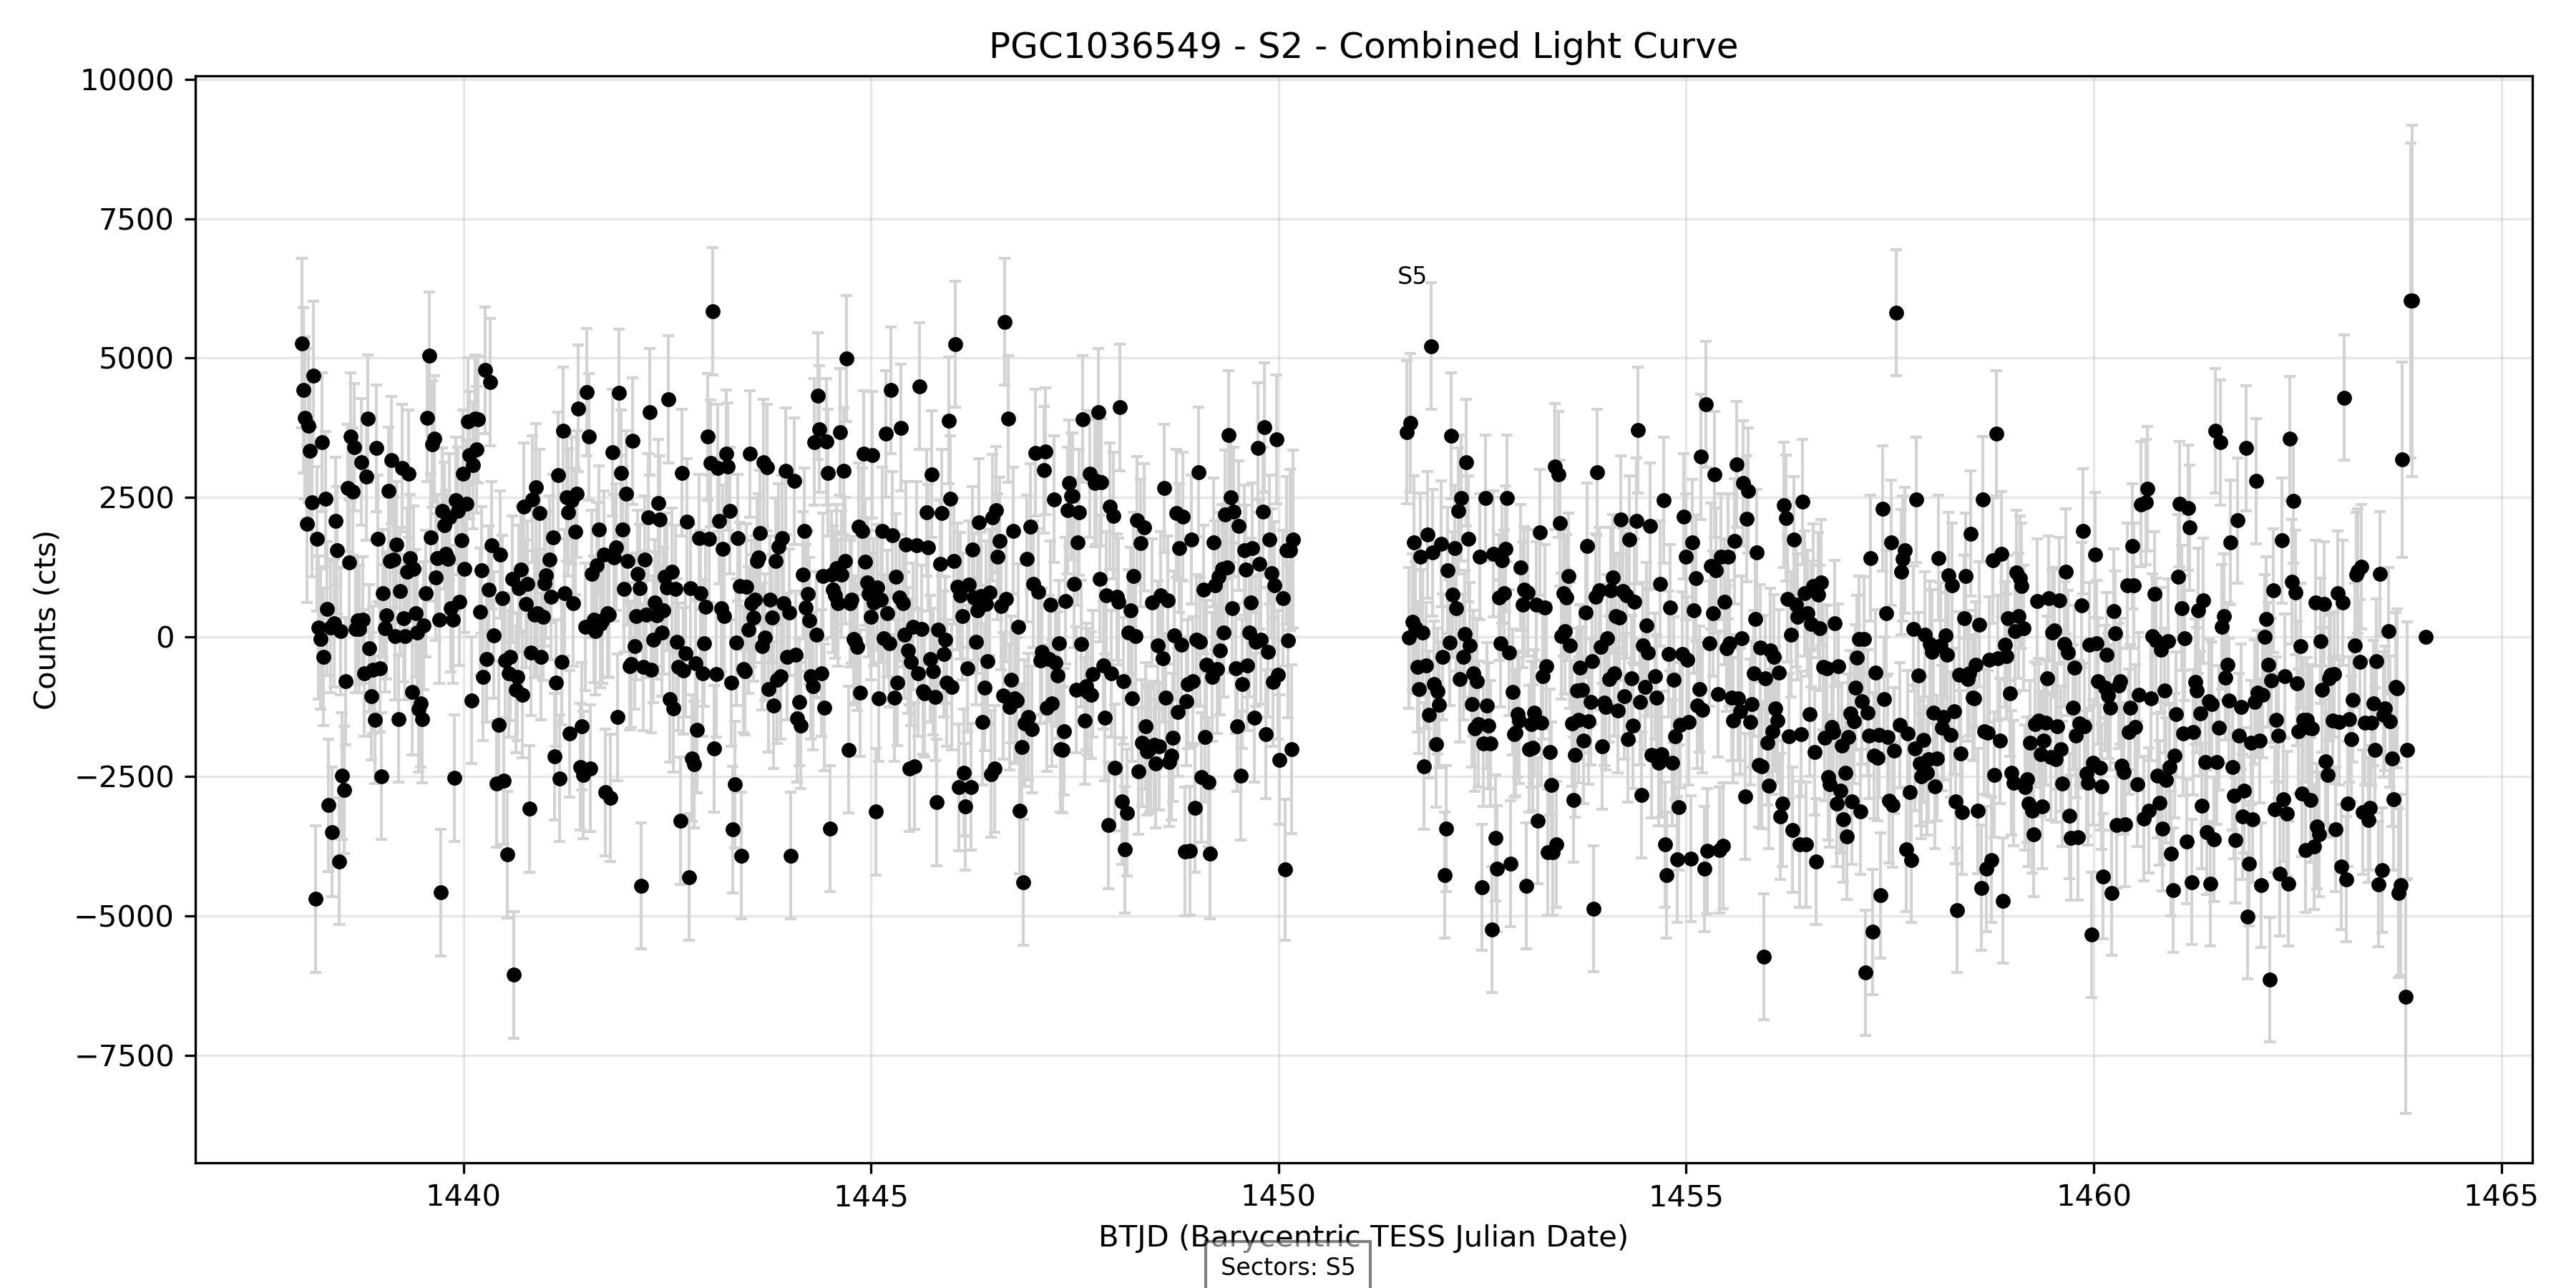 PGC1036549 - S2 - Combined Light Curve
Counts (cts)
10000
7500
5000
2500
0
−2500
−5000
−7500
S5
1440
1445
1450
1455
1460
1465
BTJD (Barycentric TESS Julian Date)
Sectors: S5